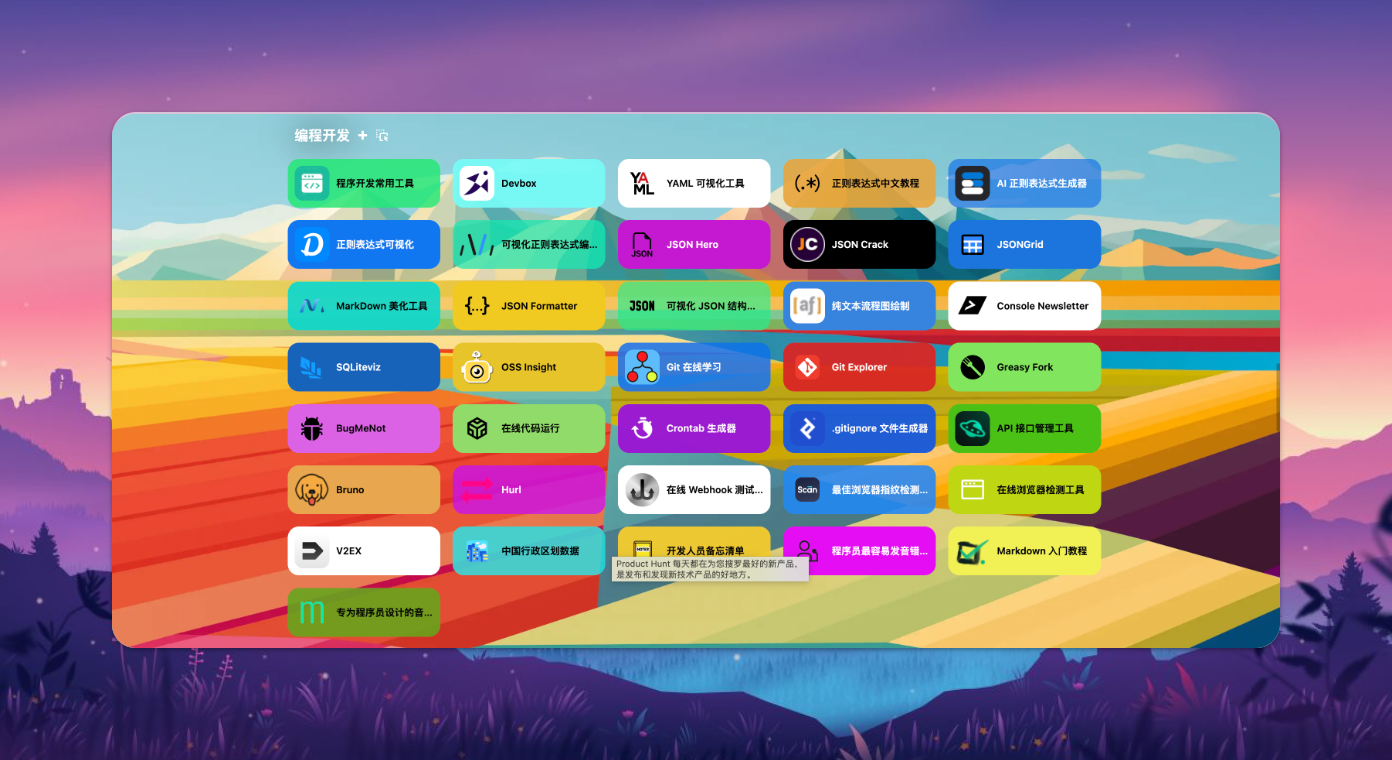 编程开发
程序开发常用工具
Devbox
YAML
YAML 可视化工具
(.*)
正则表达式中文教程
AI 正则表达式生成器
正则表达式可视化
可视化正则表达式编...
JSON
JSON Hero
JC
JSON Crack
JSONGrid
MarkDown 美化工具
{...}
JSON Formatter
JSON
可视化 JSON 结构...
[af]
纯文本流程图绘制
Console Newsletter
SQLiteviz
OSS Insight
Git 在线学习
Git Explorer
Greasy Fork
BugMeNot
在线代码运行
Crontab 生成器
.gitignore 文件生成器
API 接口管理工具
Bruno
Hurl
在线 Webhook 测试...
Scan
最佳浏览器指纹检测...
在线浏览器检测工具
V2EX
中国行政区划数据
开发人员备忘清单
程序员最容易发音错...
Markdown 入门教程
Product Hunt 每天都在为您搜罗最好的新产品，
是发布和发现新技术产品的好地方。
专为程序员设计的音...